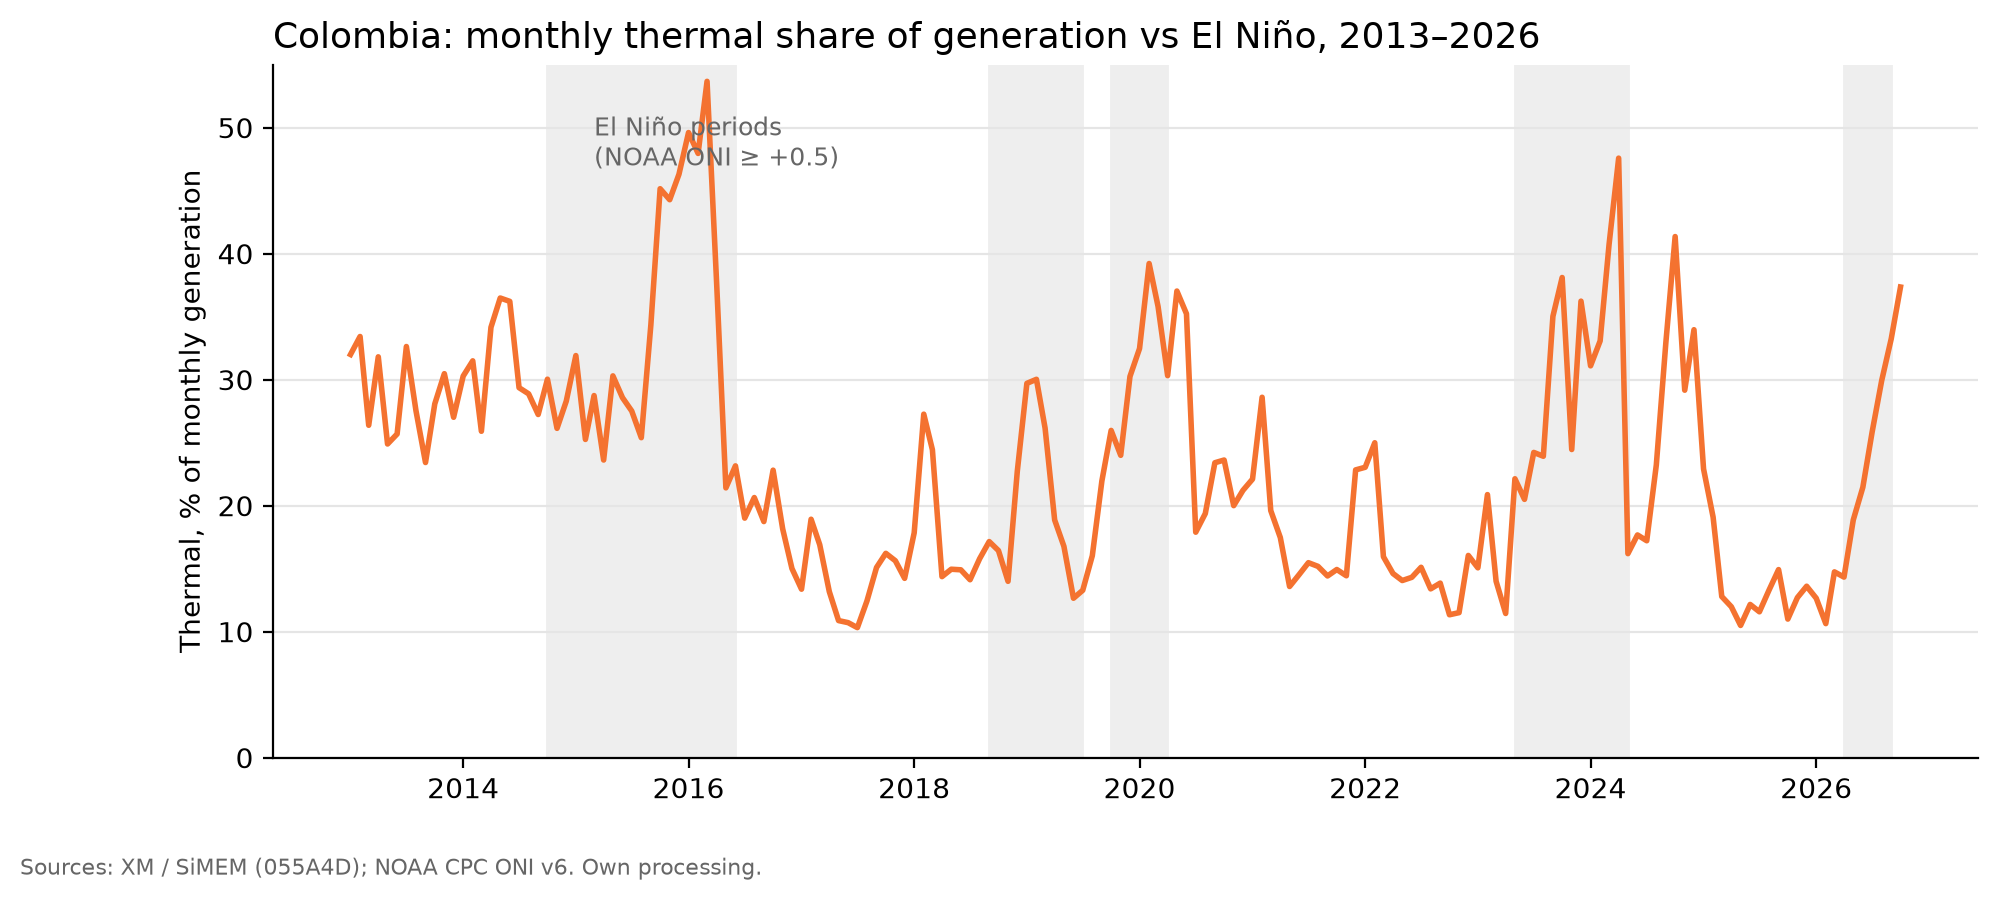 Colombia: monthly thermal share of generation vs El Niño, 2013–2026
Thermal, % of monthly generation
50
40
30
20
10
0
El Niño periods
(NOAA ONI ≥ +0.5)
2014 2016 2018 2020 2022 2024 2026
Sources: XM / SiMEM (055A4D); NOAA CPC ONI v6. Own processing.